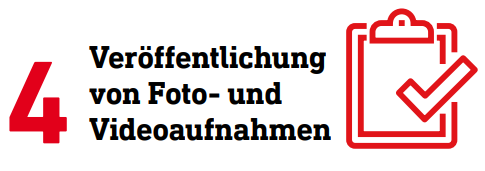 4
Veröffentlichung
von Foto- und
Videoaufnahmen